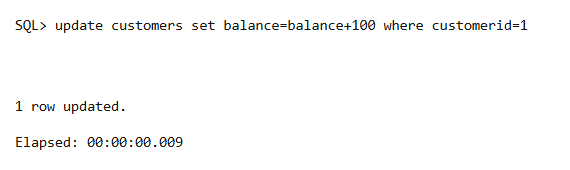 SQL> update customers set balance=balance+100 where customerid=1
1 row updated.
Elapsed: 00:00:00.009